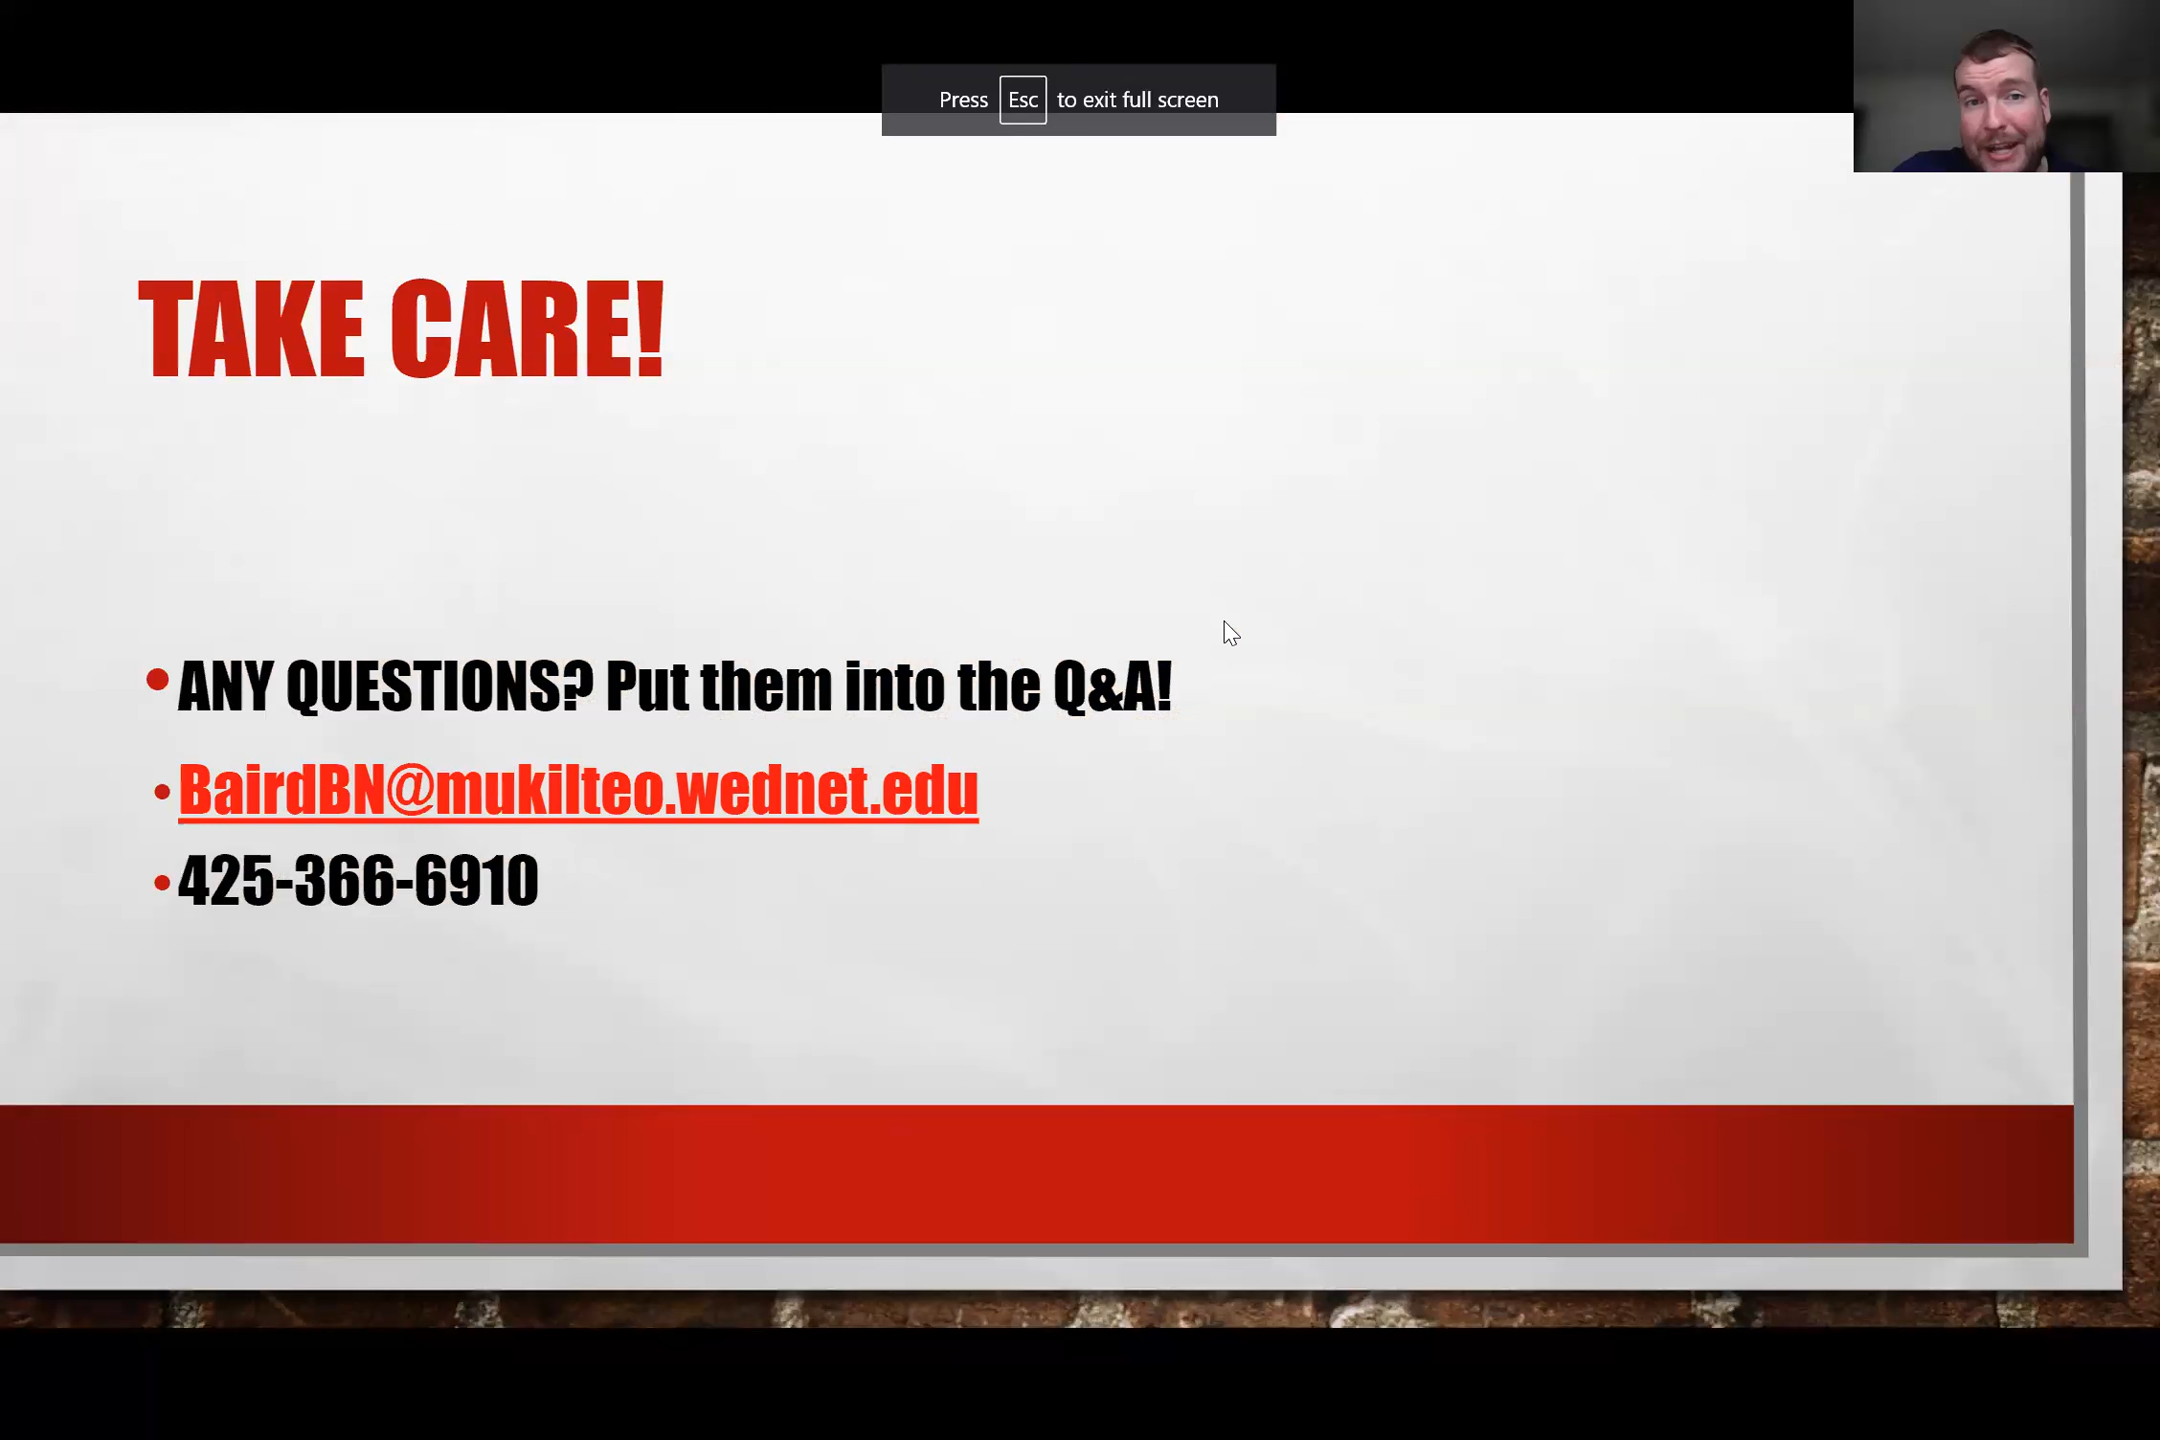 Press Esc to exit full screen
TAKE CARE!
• ANY QUESTIONS? Put them into the Q&A!
• BairdBN@mukilteo.wednet.edu
• 425-366-6910